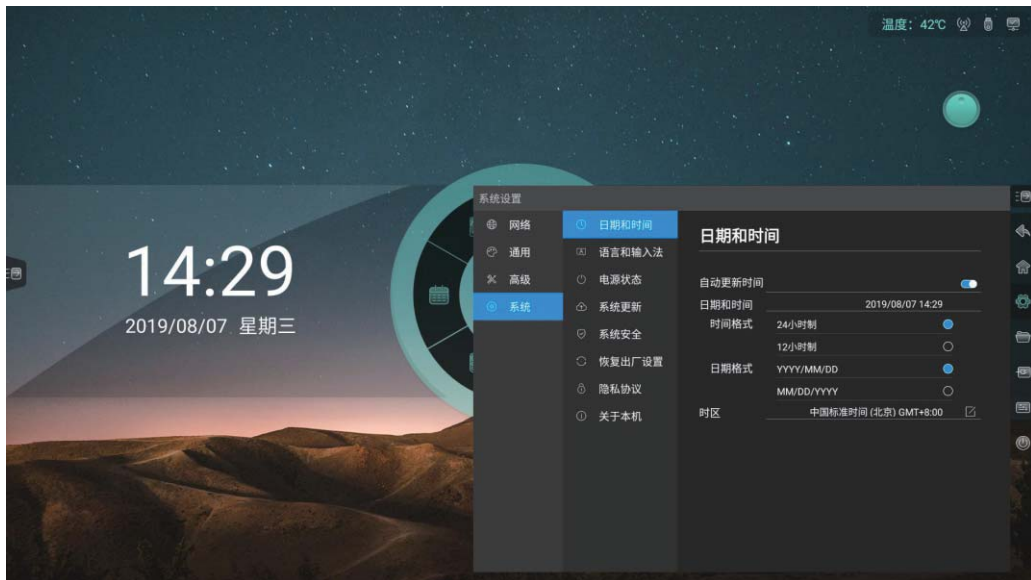 温度：42℃
14:29
2019/08/07 星期三
系统设置
网络
通用
高级
系统
日期和时间
语言和输入法
电源状态
系统更新
系统安全
恢复出厂设置
隐私协议
关于本机
日期和时间
自动更新时间
日期和时间 2019/08/07 14:29
时间格式 24小时制
12小时制
日期格式 YYYY/MM/DD
MM/DD/YYYY
时区 中国标准时间 (北京) GMT+8:00